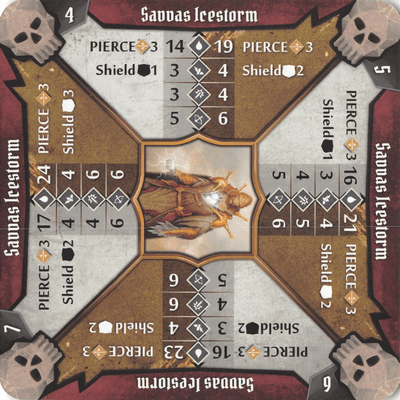 4
Savvas Icestorm
PIERCE 3 14 19 PIERCE 3
Shield 1 3 4 Shield 2
3 4
5 6
5
Savvas Icestorm
PIERCE 3 16 21 PIERCE 3
Shield 1 3 4 Shield
4 5
5 6
6
Savvas Icestorm
PIERCE 3 16 23 PIERCE 3
Shield 2 3 4 Shield 2
4 6
5 6
7
Savvas Icestorm
PIERCE 3 17 24 PIERCE 3
Shield 2 4 4 Shield 3
4 6
6 6